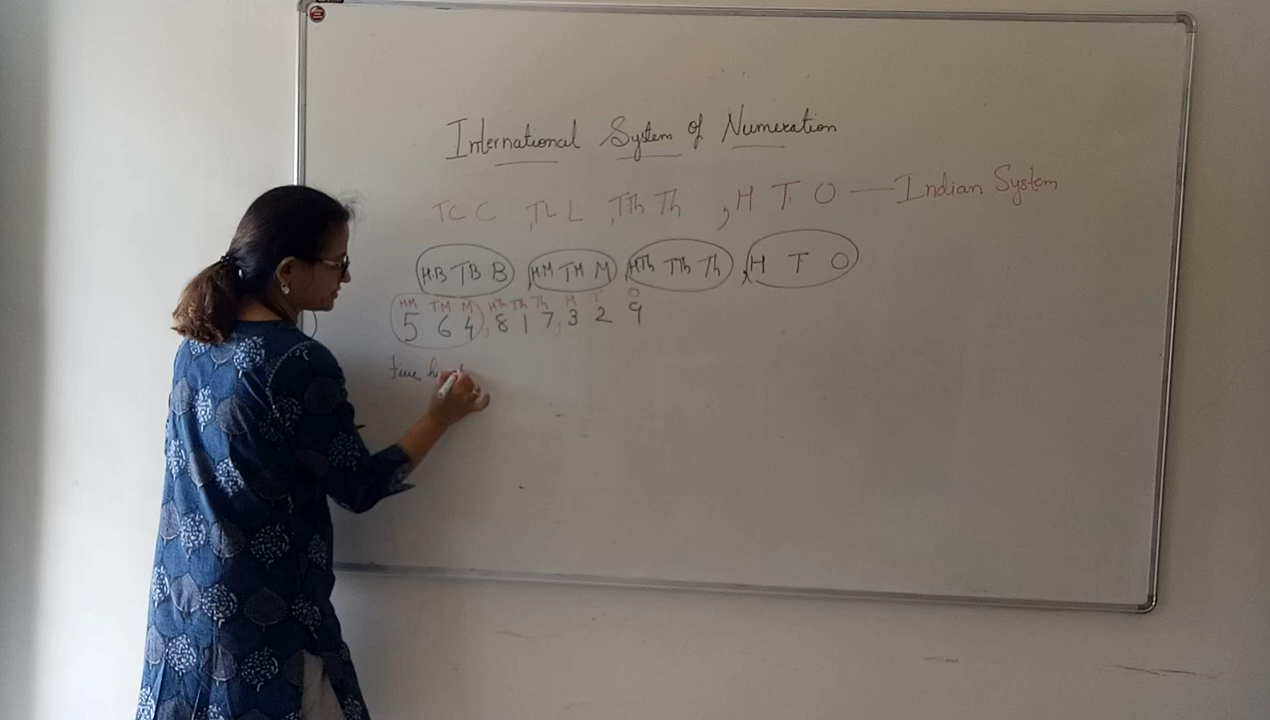 International System of Numeration
TC C , TL L , TTh Th , H T O — Indian System
HB TB B , HM TM M , HTh TTh Th , H T O
HM TM M HTh TTh Th H T O
5 6 4 , 8 1 7 , 3 2 9
five